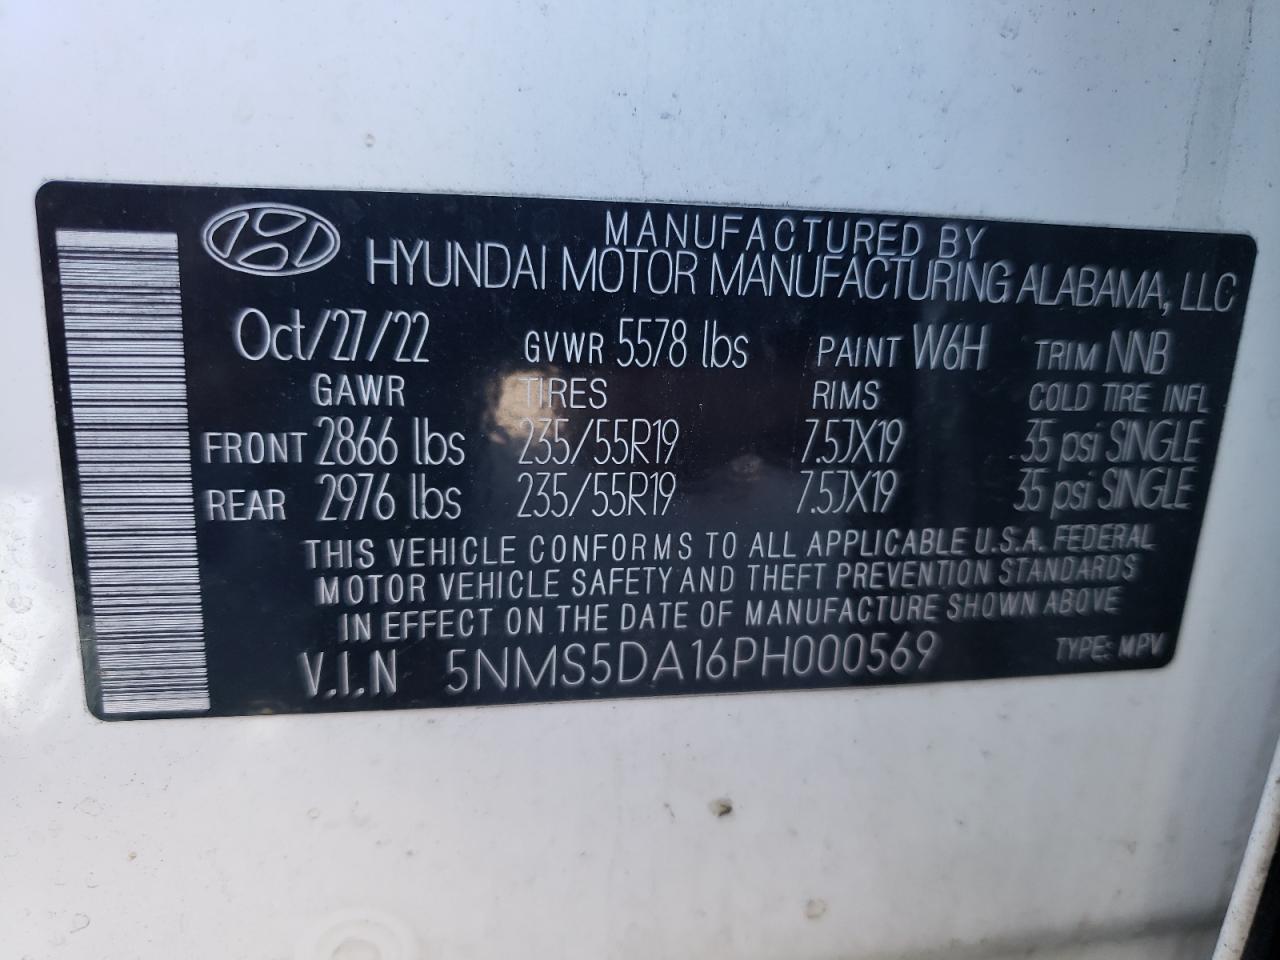 MANUFACTURED BY
HYUNDAI MOTOR MANUFACTURING ALABAMA, LLC
Oct/27/22 GVWR 5578 lbs PAINT W6H TRIM NNB
GAWR TIRES RIMS COLD TIRE INFL
FRONT 2866 lbs 235/55R19 7.5JX19 35 psi SINGLE
REAR 2976 lbs 235/55R19 7.5JX19 35 psi SINGLE
THIS VEHICLE CONFORMS TO ALL APPLICABLE U.S.A. FEDERAL
MOTOR VEHICLE SAFETY AND THEFT PREVENTION STANDARDS
IN EFFECT ON THE DATE OF MANUFACTURE SHOWN ABOVE
V.I.N 5NMS5DA16PH000569 TYPE: MPV